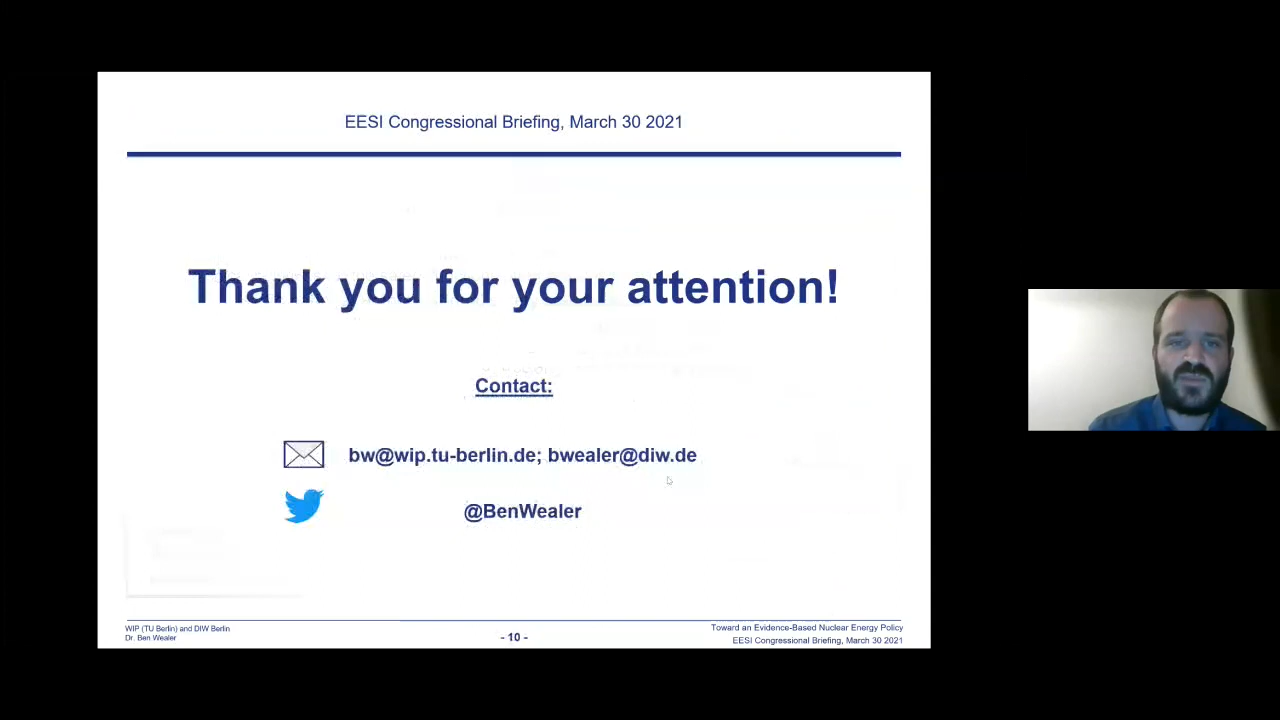 EESI Congressional Briefing, March 30 2021
Thank you for your attention!
Contact:
bw@wip.tu-berlin.de; bwealer@diw.de
@BenWealer
WIP (TU Berlin) and DIW Berlin
Dr. Ben Wealer
- 10 -
Toward an Evidence-Based Nuclear Energy Policy
EESI Congressional Briefing, March 30 2021